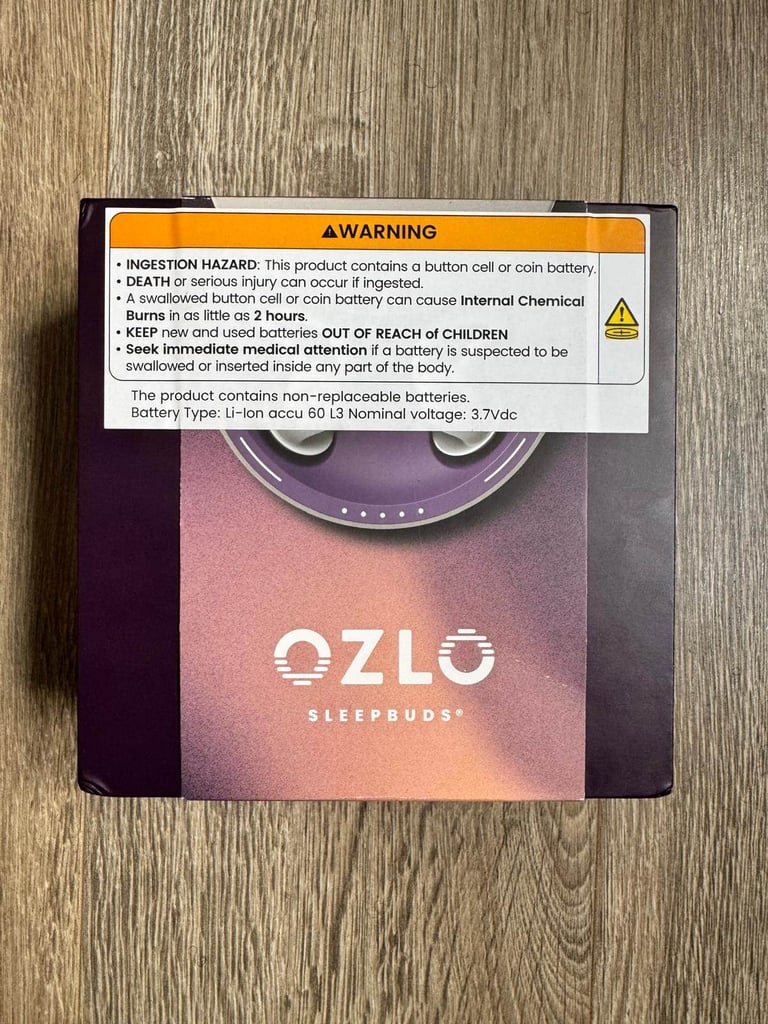 ⚠WARNING
• INGESTION HAZARD: This product contains a button cell or coin battery.
• DEATH or serious injury can occur if ingested.
• A swallowed button cell or coin battery can cause Internal Chemical
Burns in as little as 2 hours.
• KEEP new and used batteries OUT OF REACH of CHILDREN
• Seek immediate medical attention if a battery is suspected to be
swallowed or inserted inside any part of the body.
The product contains non-replaceable batteries.
Battery Type: Li-Ion accu 60 L3 Nominal voltage: 3.7Vdc
OZLO
SLEEPBUDS®